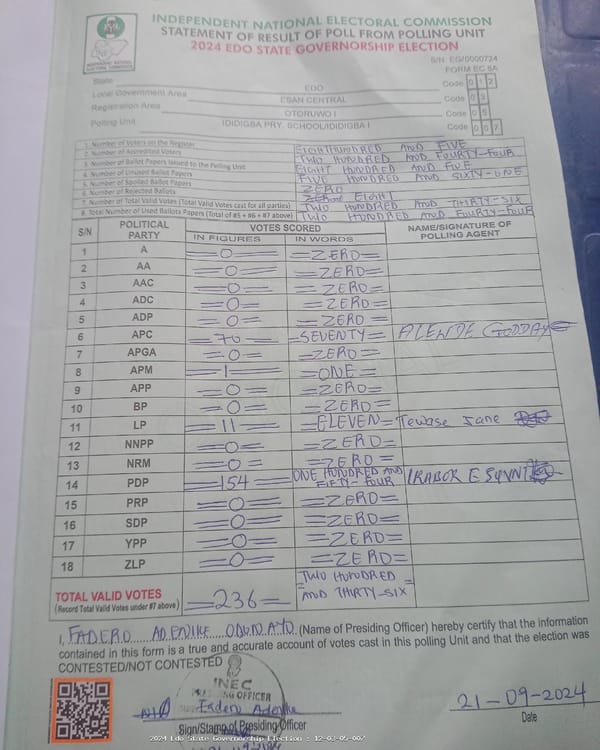 INDEPENDENT NATIONAL ELECTORAL COMMISSION
STATEMENT OF RESULT OF POLL FROM POLLING UNIT
2024 EDO STATE GOVERNORSHIP ELECTION
S/N EG/0000724
FORM EC 8A
State EDO Code 1 2
Local Government Area ESAN CENTRAL Code 0 3
Registration Area OTORUWO I Code 0 5
Polling Unit IDIDIGBA PRY. SCHOOL/IDIDIGBA I Code 0 0 7
1. Number of Voters on the Register EIGHT HUNDRED AND FIVE
2. Number of Accredited Voters TWO HUNDRED AND FOURTY-FOUR
3. Number of Ballot Papers Issued to the Polling Unit EIGHT HUNDRED AND FIVE
4. Number of Unused Ballot Papers FIVE HUNDRED AND SIXTY-ONE
5. Number of Spoiled Ballot Papers ZERO
6. Number of Rejected Ballots EIGHT
7. Number of Total Valid Votes (Total Valid Votes cast for all parties) TWO HUNDRED AND THIRTY-SIX
8. Total Number of Used Ballots Papers (Total of #5 + #6 + #7 above) TWO HUNDRED AND FOURTY-FOUR
S/N POLITICAL PARTY VOTES SCORED NAME/SIGNATURE OF POLLING AGENT
IN FIGURES IN WORDS
1 A =0= =ZERO=
2 AA =0= =ZERO=
3 AAC =0= =ZERO=
4 ADC =0= =ZERO=
5 ADP =0= =ZERO=
6 APC =70= =SEVENTY= ALENDE GODDAY
7 APGA =0= =ZERO=
8 APM =1= =ONE=
9 APP =0= =ZERO=
10 BP =0= =ZERO=
11 LP =11= =ELEVEN= Tewase Jane
12 NNPP =0= =ZERO=
13 NRM =0= =ZERO=
14 PDP =154= ONE HUNDRED AND FIFTY-FOUR IRABOR E
15 PRP =0= =ZERO=
16 SDP =0= =ZERO=
17 YPP =0= =ZERO=
18 ZLP =0= =ZERO=
TOTAL VALID VOTES =236= TWO HUNDRED
(Record Total Valid Votes under #7 above) AND THIRTY-SIX
I, FADERO ADENIKE ODUNAYO (Name of Presiding Officer) hereby certify that the information
contained in this form is a true and accurate account of votes cast in this polling Unit and that the election was
CONTESTED/NOT CONTESTED
INEC
PRESIDING OFFICER
Fadero Adenike
21-09-2024
Sign/Stamp of Presiding Officer Date
2024 Edo State Governorship Election : 12-03-05-007